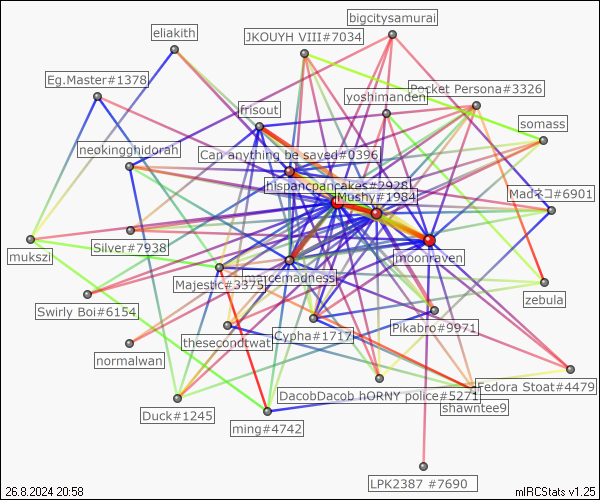 bigcitysamurai
eliakith
JKOUYH VIII#7034
Eg.Master#1378
Pocket Persona#3326
yoshimanden
frisout
somass
neokingghidorah
Can anything be saved#0396
hispancpancakes#2928
Mushy#1984
Madネコ#6901
mukszi
Silver#7938
moonraven
Majestic#3375
icemadness
zebula
Swirly Boi#6154
Pikabro#9971
thesecondtwat
Cypha#1717
normalwan
Fedora Stoat#4479
DacobDacob hORNY police#5271
shawntee9
Duck#1245
ming#4742
LPK2387 #7690
26.8.2024 20:58
mIRCStats v1.25